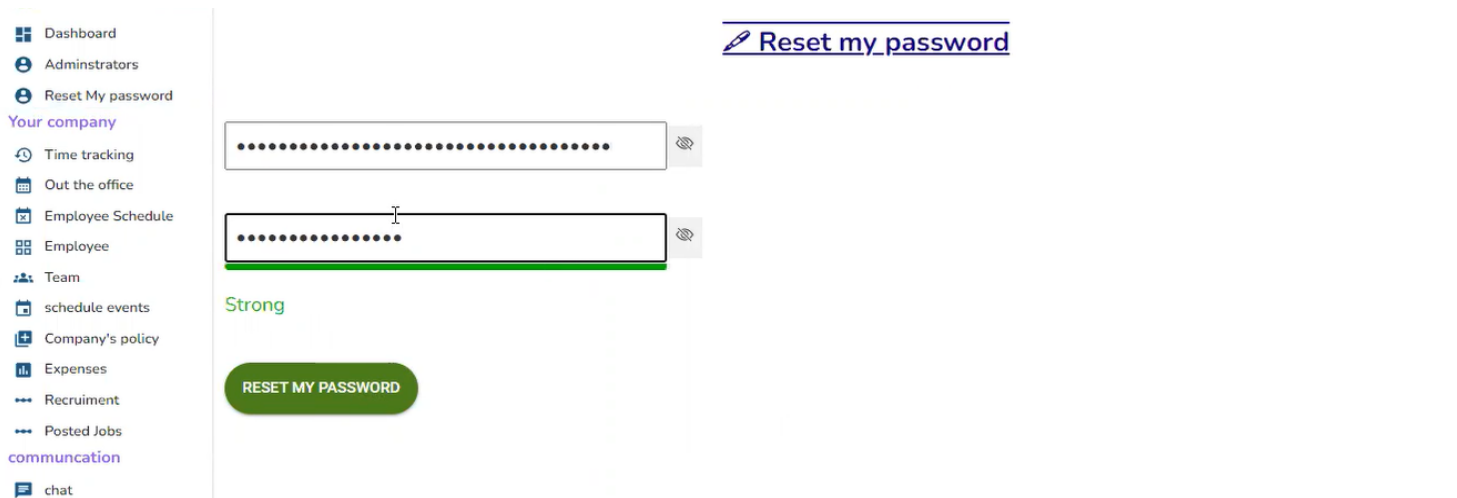 Dashboard
Adminstrators
Reset My password
Your company
Time tracking
Out the office
Employee Schedule
Employee
Team
schedule events
Company's policy
Expenses
Recruiment
Posted Jobs
communcation
chat
Reset my password
Strong
RESET MY PASSWORD